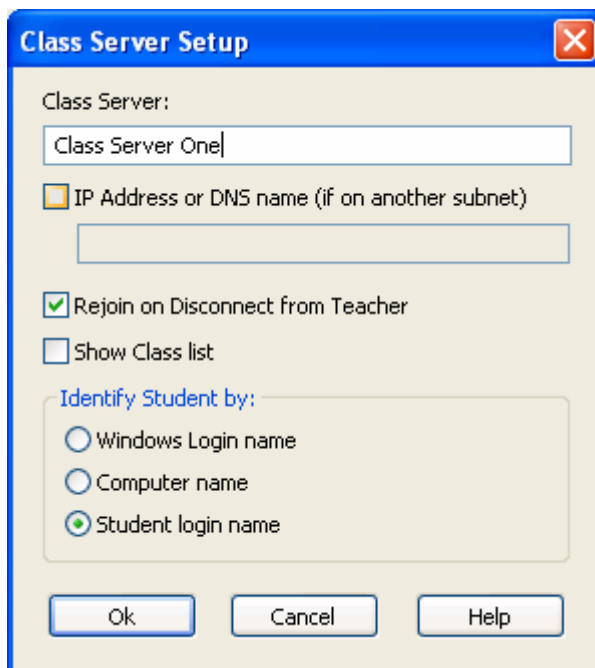 Class Server Setup
Class Server:
Class Server One
IP Address or DNS name (if on another subnet)
Rejoin on Disconnect from Teacher
Show Class list
Identify Student by:
Windows Login name
Computer name
Student login name
Ok Cancel Help